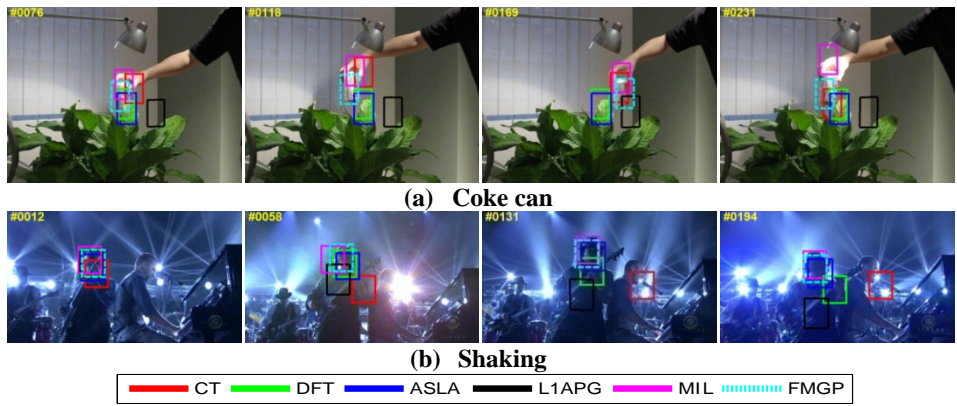 #0076 #0118 #0169 #0231
(a) Coke can
#0012 #0058 #0131 #0194
(b) Shaking
CT DFT ASLA L1APG MIL FMGP